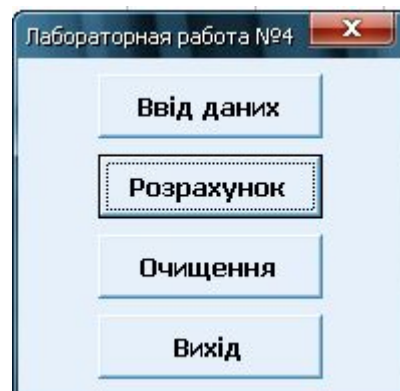 Лабораторная работа №4
Ввід даних
Розрахунок
Очищення
Вихід